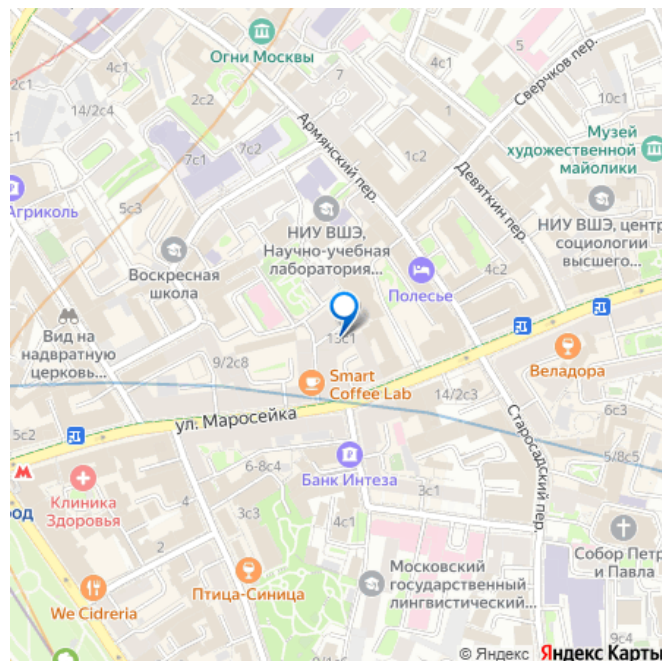 2с1
4с1
Огни Москвы
14/2с4
2с2
7
Армянский пер.
5
Сверчков пер.
10с1
4с1
7с1
7с2
1с2
Музей
художественной
майолики
Девяткин пер.
Агриколь
5с3
НИУ ВШЭ,
Научно-учебная
лаборатория...
Воскресная
школа
НИУ ВШЭ, центр
социологии
высшего...
4с2
Полесье
Вид на
надвратную
церковь...
13с1
9/2с8
Smart
Coffee Lab
Веладора
ул. Маросейка
14/2с3
Старосадский пер.
6с3
5с2
6-8с4
Банк Интеза
3с1
5/8с5
Клиника
Здоровья
род
3с3
4с1
2
4
Собор Петр
и Павла
We Cidreria
Птица-Синица
Московский
государственный
лингвистический...
9с4
9/1с1
© Яндекс Яндекс Карты